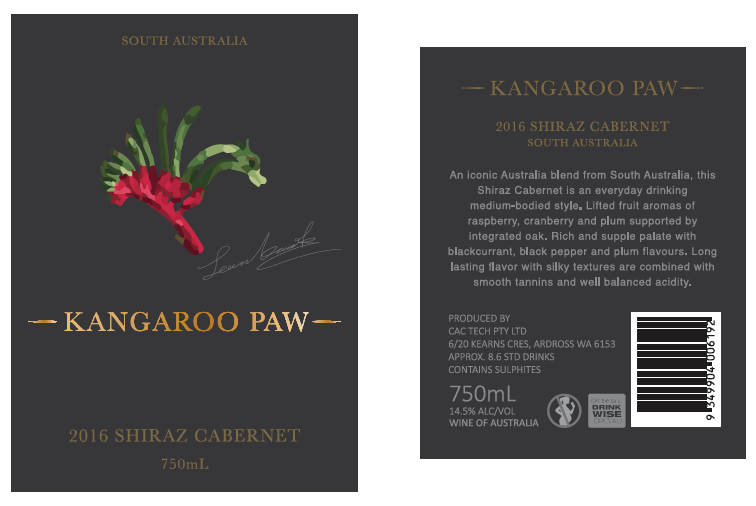 SOUTH AUSTRALIA
KANGAROO PAW
2016 SHIRAZ CABERNET
750mL
KANGAROO PAW
2016 SHIRAZ CABERNET
SOUTH AUSTRALIA
An iconic Australia blend from South Australia, this
Shiraz Cabernet is an everyday drinking
medium-bodied style. Lifted fruit aromas of
raspberry, cranberry and plum supported by
integrated oak. Rich and supple palate with
blackcurrant, black pepper and plum flavours. Long
lasting flavor with silky textures are combined with
smooth tannins and well balanced acidity.
PRODUCED BY
CAC TECH PTY LTD
6/20 KEARNS CRES, ARDROSS WA 6153
APPROX. 8.6 STD DRINKS
CONTAINS SULPHITES
750mL
14.5% ALC/VOL
WINE OF AUSTRALIA
DRINK
WISE
9 349904 006192